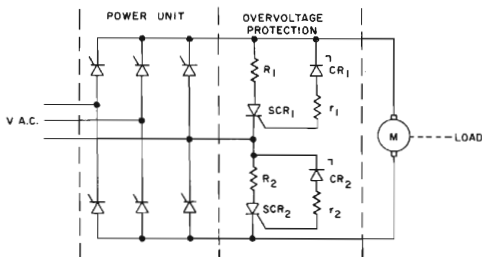 POWER UNIT
OVERVOLTAGE
PROTECTION
R1
CR1
SCR1
r1
V A.C.
M
LOAD
R2
CR2
SCR2
r2